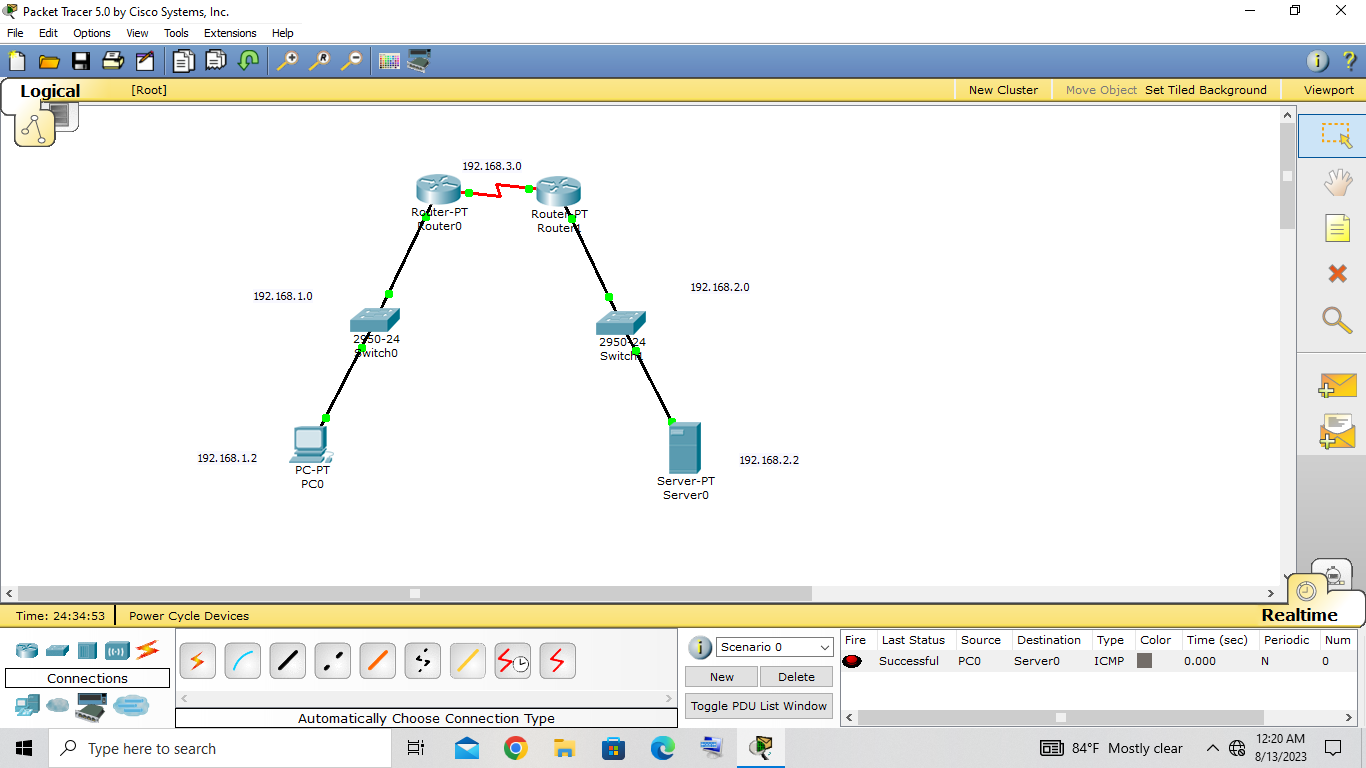 Packet Tracer 5.0 by Cisco Systems, Inc.
File Edit Options View Tools Extensions Help
Logical [Root] New Cluster Move Object Set Tiled Background Viewport
192.168.3.0
Router-PT
Router0
Router-PT
Router1
192.168.1.0
192.168.2.0
2950-24
Switch0
2950-24
Switch1
192.168.1.2
PC-PT
PC0
192.168.2.2
Server-PT
Server0
Time: 24:34:53 Power Cycle Devices Realtime
Connections
Automatically Choose Connection Type
Scenario 0
New Delete
Toggle PDU List Window
Fire Last Status Source Destination Type Color Time (sec) Periodic Num
Successful PC0 Server0 ICMP 0.000 N 0
Type here to search
84°F Mostly clear
12:20 AM
8/13/2023